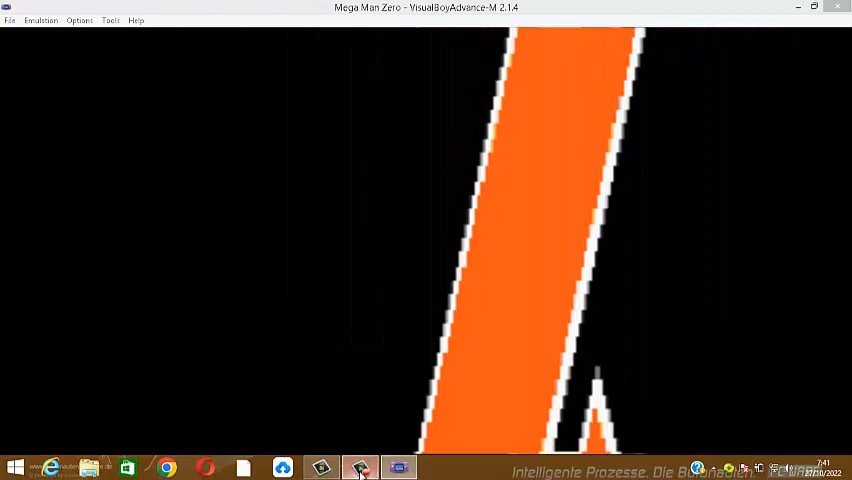 Mega Man Zero - VisualBoyAdvance-M 2.1.4
File Emulation Options Tools Help
7:41
Intelligente Prozesse. Die
27/10/2022